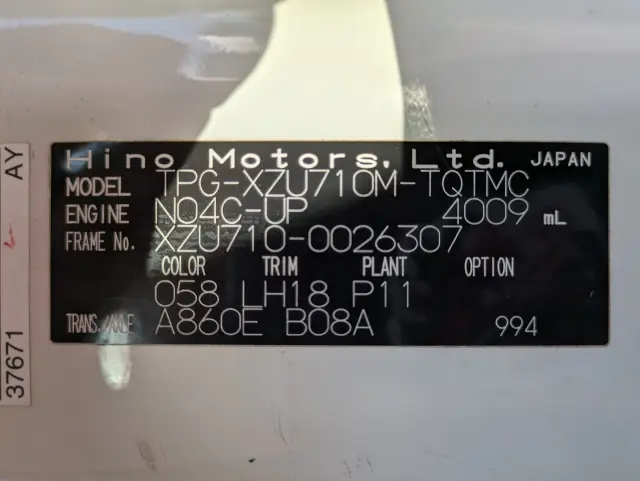 Hino Motors, Ltd. JAPAN
MODEL TPG-XZU710M-TQTMC
ENGINE N04C-UP 4009 mL
FRAME No. XZU710-0026307
COLOR TRIM PLANT OPTION
058 LH18 P11
TRANS./AXLE A860E B08A 994
37671 AY